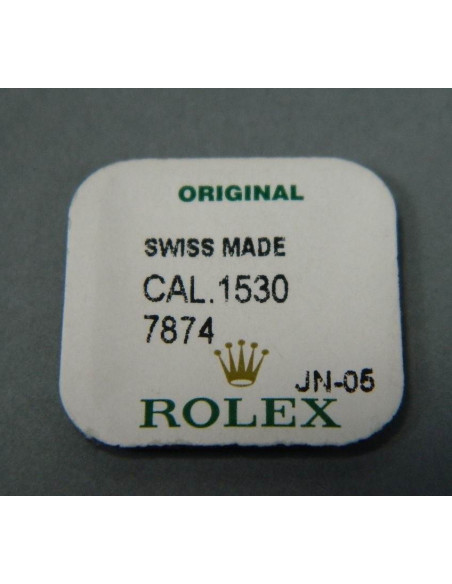 ORIGINAL
SWISS MADE
CAL.1530
7874
JN-05
ROLEX